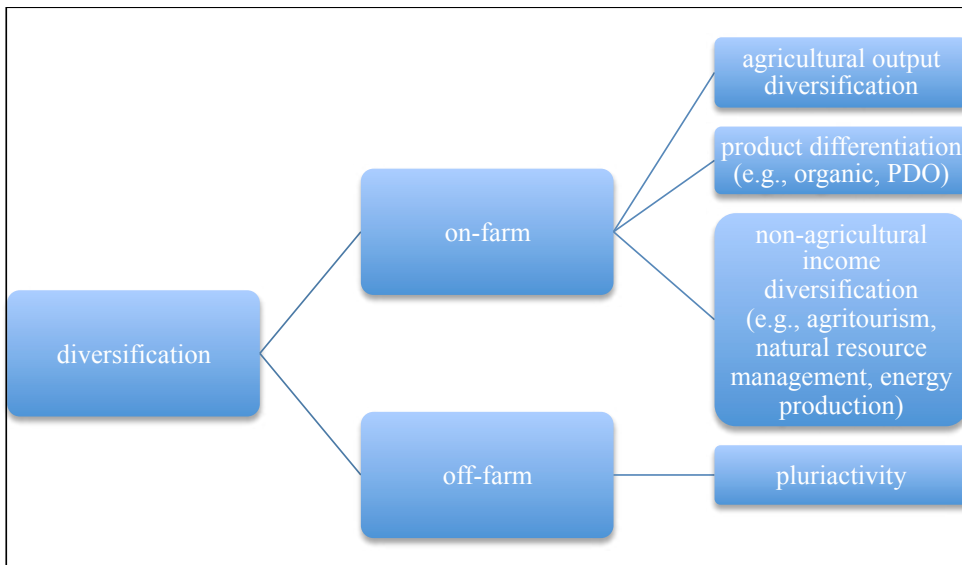 diversification
on-farm
agricultural output
diversification
product differentiation
(e.g., organic, PDO)
non-agricultural
income
diversification
(e.g., agritourism,
natural resource
management, energy
production)
off-farm
pluriactivity